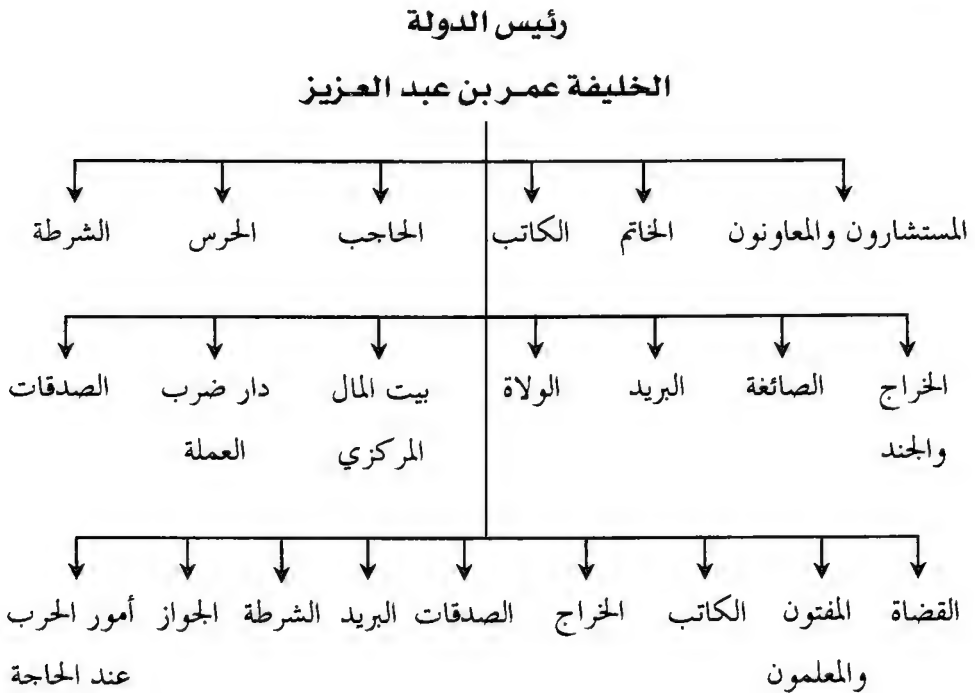 رئيس الدولة
الخليفة عمر بن عبد العزيز
المستشارون والمعاونون الخاتم الكاتب الحاجب الحرس الشرطة
الخراج الصائغة البريد الولاة بيت المال دار ضرب الصدقات
والجند المركزي العملة
القضاة المفتون الكاتب الخراج الصدقات البريد الشرطة الجواز أمور الحرب
والمعلمون عند الحاجة